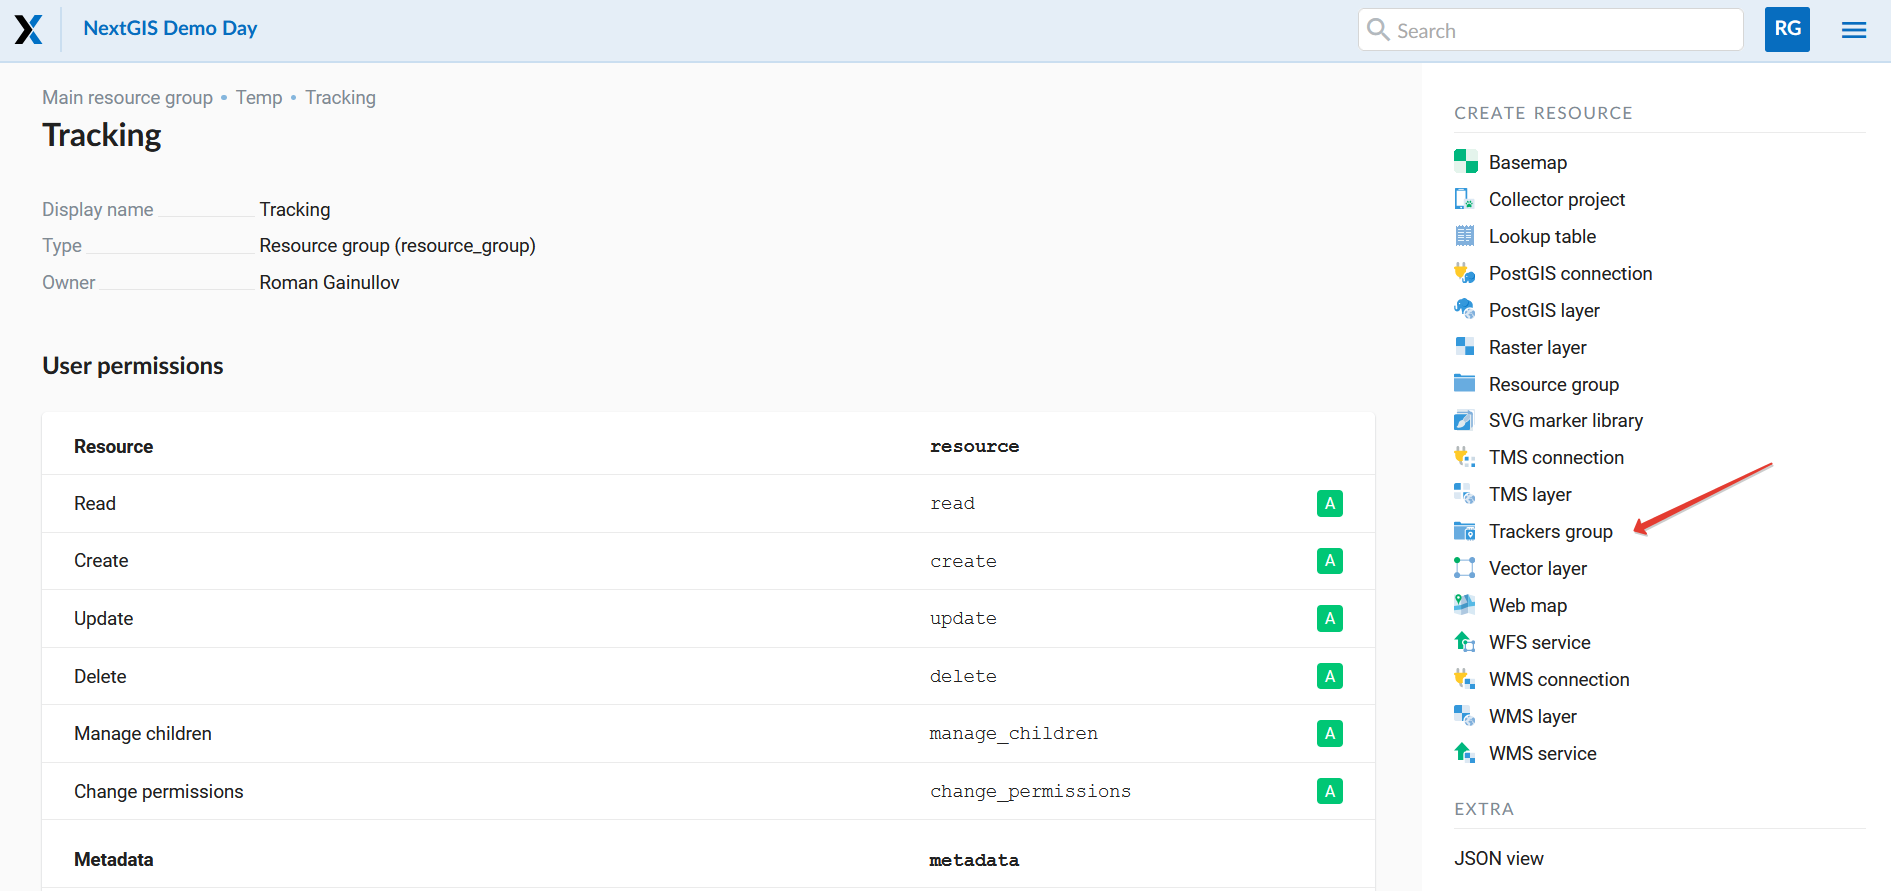 NextGIS Demo Day
Search
RG
Main resource group • Temp • Tracking
Tracking
Display name Tracking
Type Resource group (resource_group)
Owner Roman Gainullov
User permissions
Resource resource
Read read A
Create create A
Update update A
Delete delete A
Manage children manage_children A
Change permissions change_permissions A
Metadata metadata
CREATE RESOURCE
Basemap
Collector project
Lookup table
PostGIS connection
PostGIS layer
Raster layer
Resource group
SVG marker library
TMS connection
TMS layer
Trackers group
Vector layer
Web map
WFS service
WMS connection
WMS layer
WMS service
EXTRA
JSON view